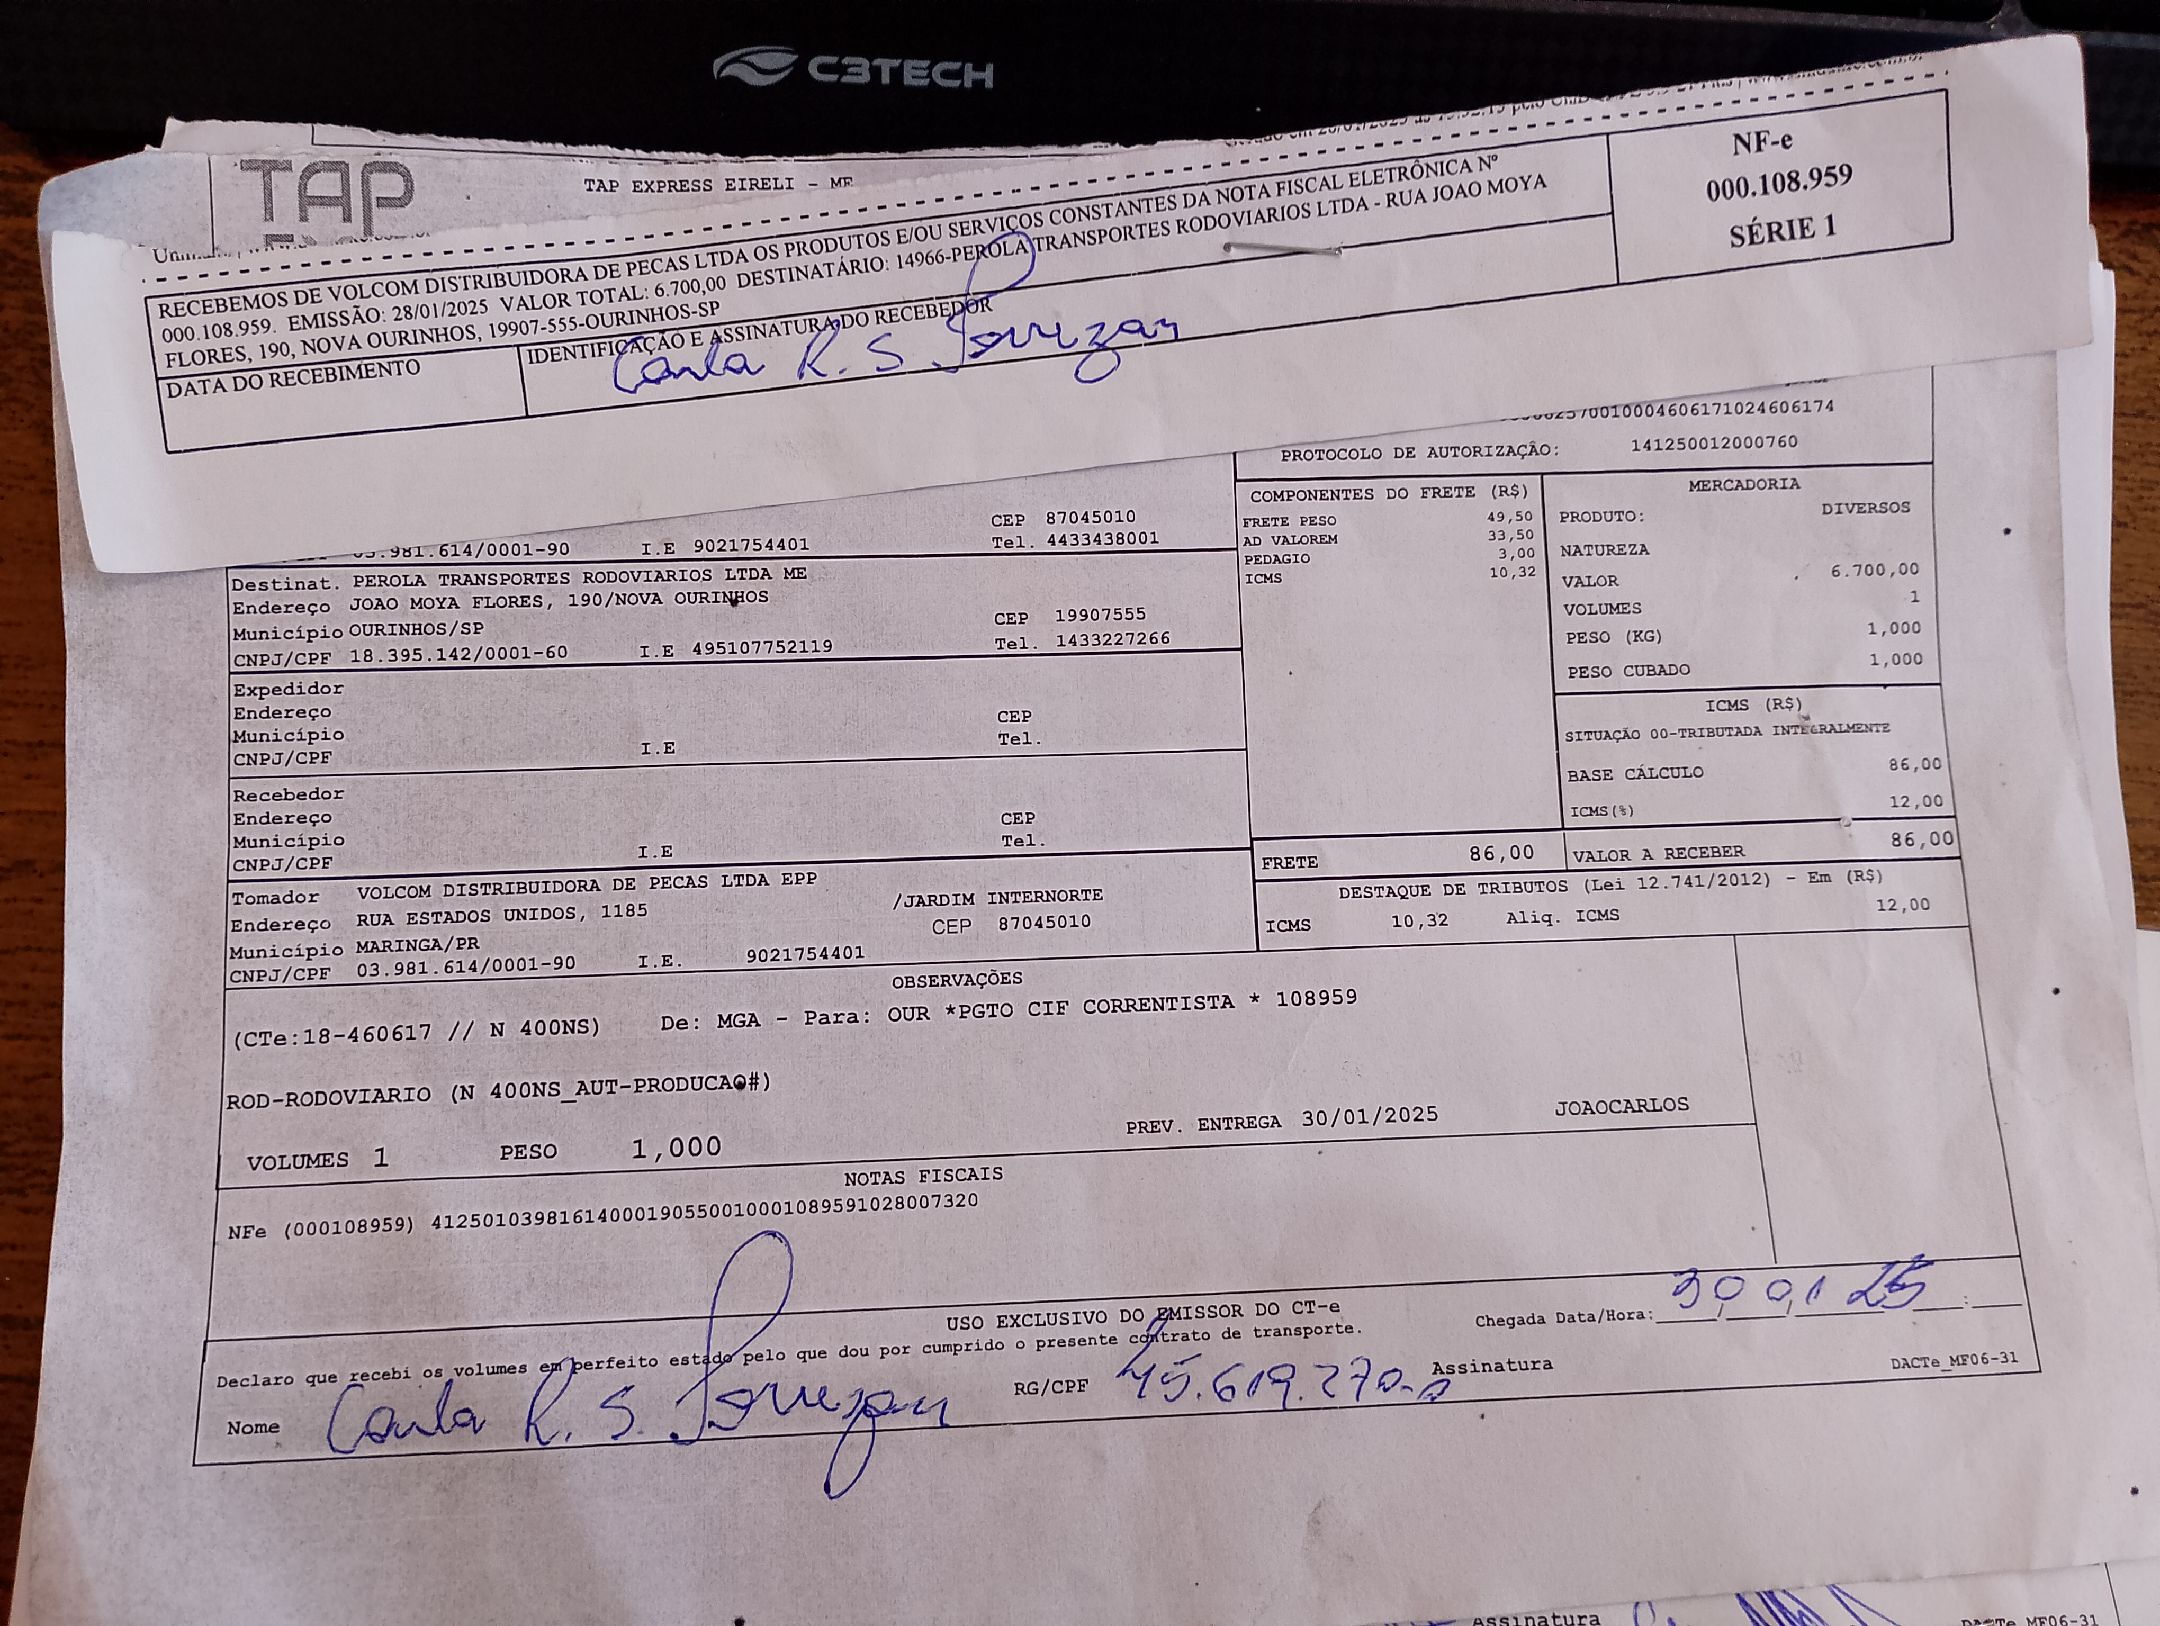 C3TECH
TAP
TAP EXPRESS EIRELI - ME
RECEBEMOS DE VOLCOM DISTRIBUIDORA DE PECAS LTDA OS PRODUTOS E/OU SERVIÇOS CONSTANTES DA NOTA FISCAL ELETRÔNICA Nº
000.108.959. EMISSÃO: 28/01/2025 VALOR TOTAL: 6.700,00 DESTINATÁRIO: 14966-PEROLA TRANSPORTES RODOVIARIOS LTDA - RUA JOAO MOYA
FLORES, 190, NOVA OURINHOS, 19907-555-OURINHOS-SP
DATA DO RECEBIMENTO
IDENTIFICAÇÃO E ASSINATURA DO RECEBEDOR
Carla R. S.
NF-e
000.108.959
SÉRIE 1
570010004606171024606174
PROTOCOLO DE AUTORIZAÇÃO: 141250012000760
CEP 87045010
03.981.614/0001-90 I.E 9021754401 Tel. 4433438001
Destinat. PEROLA TRANSPORTES RODOVIARIOS LTDA ME
Endereço JOAO MOYA FLORES, 190/NOVA OURINHOS
Município OURINHOS/SP CEP 19907555
CNPJ/CPF 18.395.142/0001-60 I.E 495107752119 Tel. 1433227266
Expedidor
Endereço
Município CEP
CNPJ/CPF I.E Tel.
Recebedor
Endereço
Município CEP
CNPJ/CPF I.E Tel.
Tomador VOLCOM DISTRIBUIDORA DE PECAS LTDA EPP
Endereço RUA ESTADOS UNIDOS, 1185 /JARDIM INTERNORTE
Município MARINGA/PR CEP 87045010
CNPJ/CPF 03.981.614/0001-90 I.E. 9021754401
COMPONENTES DO FRETE (R$)
FRETE PESO 49,50
AD VALOREM 33,50
PEDAGIO 3,00
ICMS 10,32
MERCADORIA
PRODUTO: DIVERSOS
NATUREZA
VALOR 6.700,00
VOLUMES 1
PESO (KG) 1,000
PESO CUBADO 1,000
ICMS (R$)
SITUAÇÃO 00-TRIBUTADA INTEGRALMENTE
BASE CÁLCULO 86,00
ICMS(%) 12,00
FRETE 86,00 VALOR A RECEBER 86,00
DESTAQUE DE TRIBUTOS (Lei 12.741/2012) - Em (R$)
ICMS 10,32 Aliq. ICMS 12,00
OBSERVAÇÕES
(CTe:18-460617 // N 400NS) De: MGA - Para: OUR *PGTO CIF CORRENTISTA * 108959
ROD-RODOVIARIO (N 400NS_AUT-PRODUCAO#)
VOLUMES 1 PESO 1,000 PREV. ENTREGA 30/01/2025 JOAOCARLOS
NOTAS FISCAIS
NFe (000108959) 41250103981614000190550010001089591028007320
USO EXCLUSIVO DO EMISSOR DO CT-e
Declaro que recebi os volumes em perfeito estado pelo que dou por cumprido o presente contrato de transporte.
Chegada Data/Hora: 30/01/25
Nome Carla R. S. RG/CPF 45.619.270-0 Assinatura
DACTe_MF06-31
Assinatura DACTe MF06-31